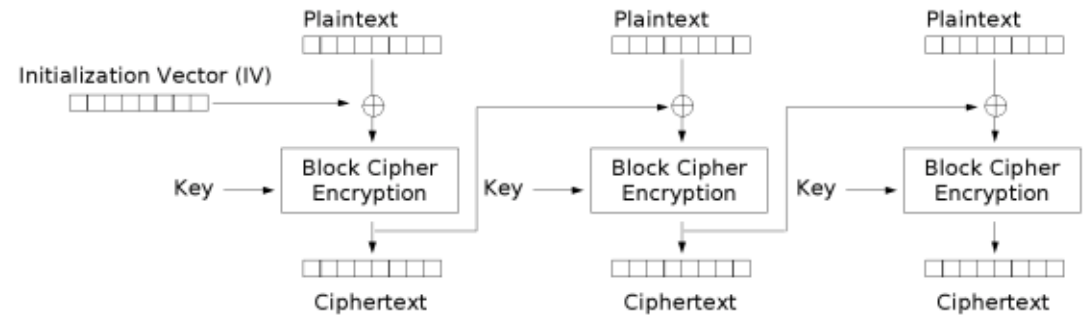 Plaintext
Plaintext
Plaintext
Initialization Vector (IV)
Key
Block Cipher
Encryption
Key
Block Cipher
Encryption
Key
Block Cipher
Encryption
Ciphertext
Ciphertext
Ciphertext